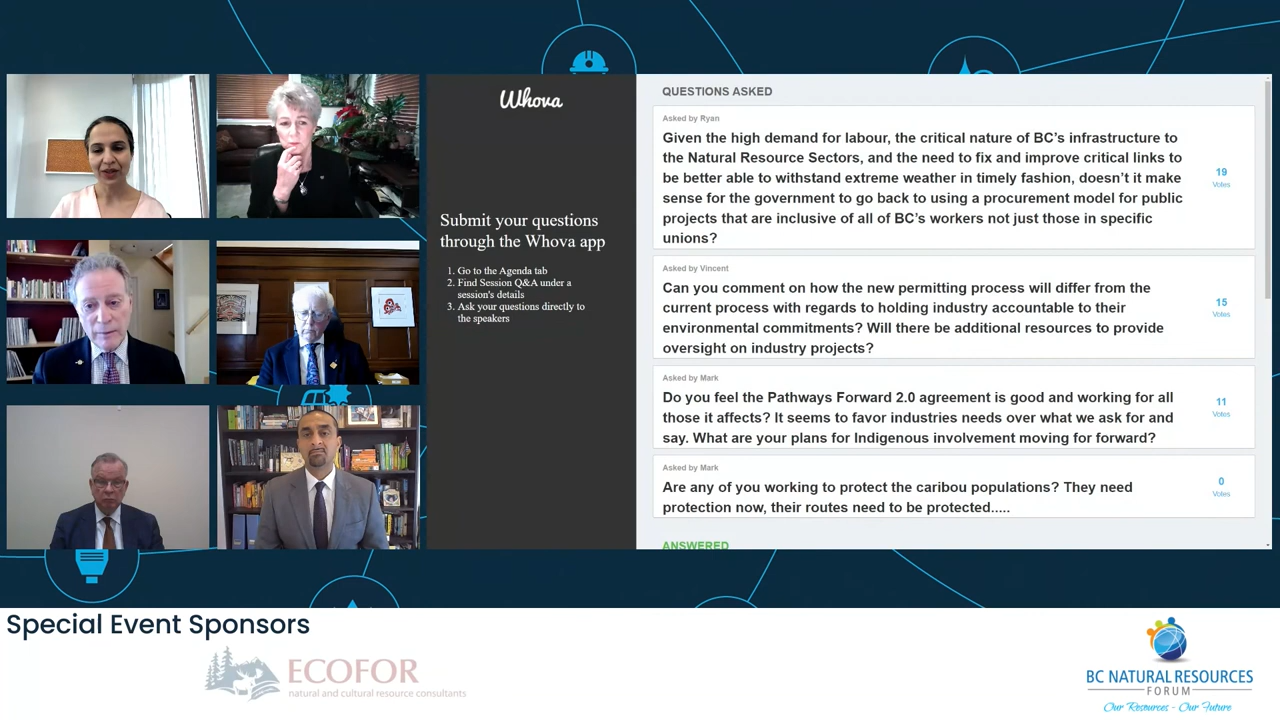 Whova
Submit your questions
through the Whova app
1. Go to the Agenda tab
2. Find Session Q&A under a
session's details
3. Ask your questions directly to
the speakers
QUESTIONS ASKED
Asked by Ryan
Given the high demand for labour, the critical nature of BC's infrastructure to
the Natural Resource Sectors, and the need to fix and improve critical links to
be better able to withstand extreme weather in timely fashion, doesn't it make
sense for the government to go back to using a procurement model for public
projects that are inclusive of all of BC's workers not just those in specific
unions?
19
Votes
Asked by Vincent
Can you comment on how the new permitting process will differ from the
current process with regards to holding industry accountable to their
environmental commitments? Will there be additional resources to provide
oversight on industry projects?
15
Votes
Asked by Mark
Do you feel the Pathways Forward 2.0 agreement is good and working for all
those it affects? It seems to favor industries needs over what we ask for and
say. What are your plans for Indigenous involvement moving for forward?
11
Votes
Asked by Mark
Are any of you working to protect the caribou populations? They need
protection now, their routes need to be protected.....
0
Votes
ANSWERED
Special Event Sponsors
ECOFOR
natural and cultural resource consultants
BC NATURAL RESOURCES
FORUM
Our Resources - Our Future